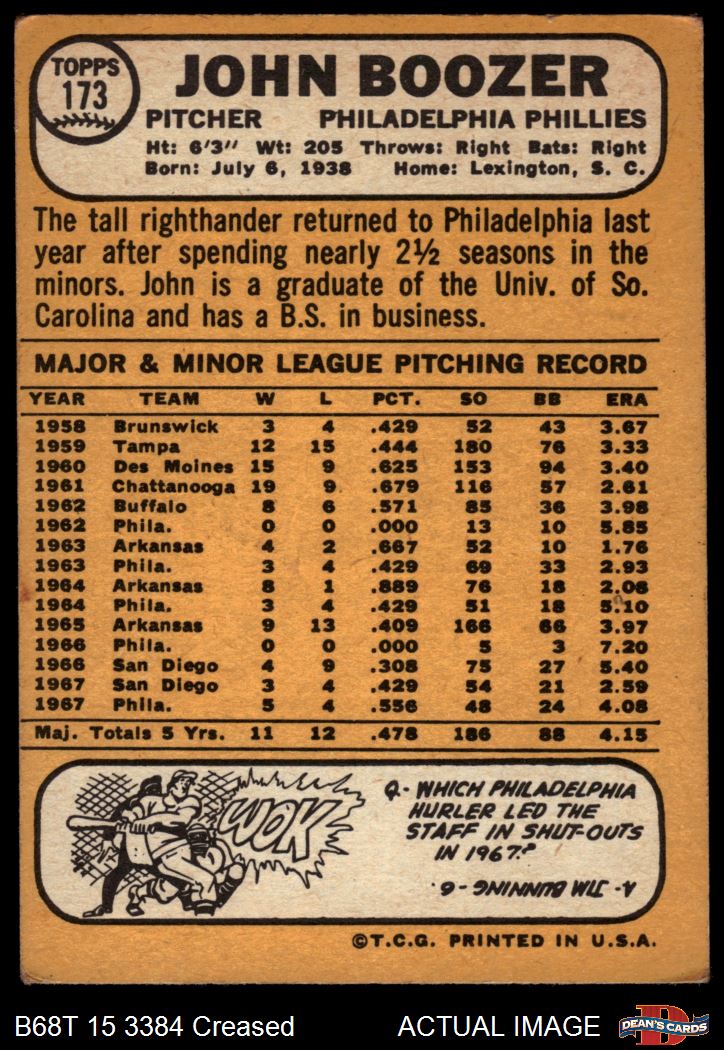 TOPPS
173
JOHN BOOZER
PITCHER PHILADELPHIA PHILLIES
Ht: 6'3" Wt: 205 Throws: Right Bats: Right
Born: July 6, 1938 Home: Lexington, S. C.
The tall righthander returned to Philadelphia last
year after spending nearly 2½ seasons in the
minors. John is a graduate of the Univ. of So.
Carolina and has a B.S. in business.
MAJOR & MINOR LEAGUE PITCHING RECORD
YEAR TEAM W L PCT. SO BB ERA
1958 Brunswick 3 4 .429 52 43 3.67
1959 Tampa 12 15 .444 180 76 3.33
1960 Des Moines 15 9 .625 153 94 3.40
1961 Chattanooga 19 9 .679 116 57 2.61
1962 Buffalo 8 6 .571 85 36 3.98
1962 Phila. 0 0 .000 13 10 5.85
1963 Arkansas 4 2 .667 52 10 1.76
1963 Phila. 3 4 .429 69 33 2.93
1964 Arkansas 8 1 .889 76 18 2.08
1964 Phila. 3 4 .429 51 18 5.10
1965 Arkansas 9 13 .409 166 66 3.97
1966 Phila. 0 0 .000 5 3 7.20
1966 San Diego 4 9 .308 75 27 5.40
1967 San Diego 3 4 .429 54 21 2.59
1967 Phila. 5 4 .556 48 24 4.08
Maj. Totals 5 Yrs. 11 12 .478 186 88 4.15
WOK
Q- WHICH PHILADELPHIA
HURLER LED THE
STAFF IN SHUT-OUTS
IN 1967?
A- JIM BUNNING - 6.
©T.C.G. PRINTED IN U.S.A.
B68T 15 3384 Creased ACTUAL IMAGE
D
DEAN'S CARDS